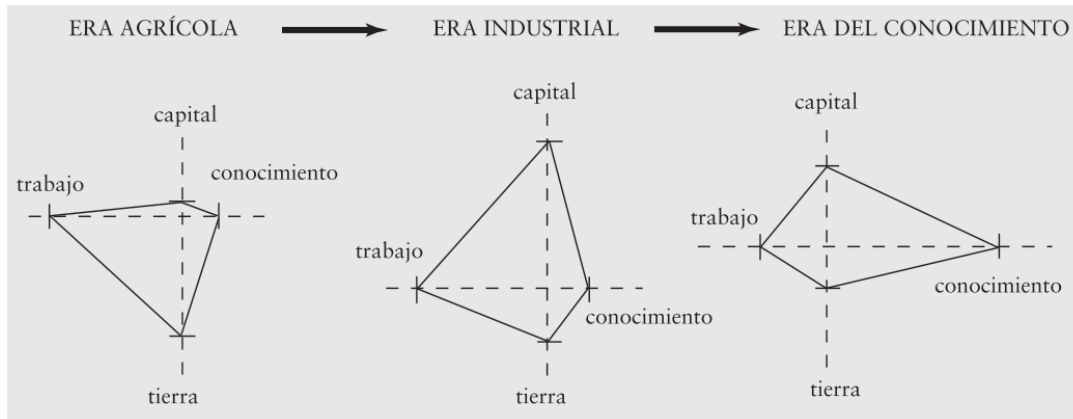 ERA AGRÍCOLA
ERA INDUSTRIAL
ERA DEL CONOCIMIENTO
capital
conocimiento
trabajo
tierra
capital
trabajo
conocimiento
tierra
capital
trabajo
conocimiento
tierra